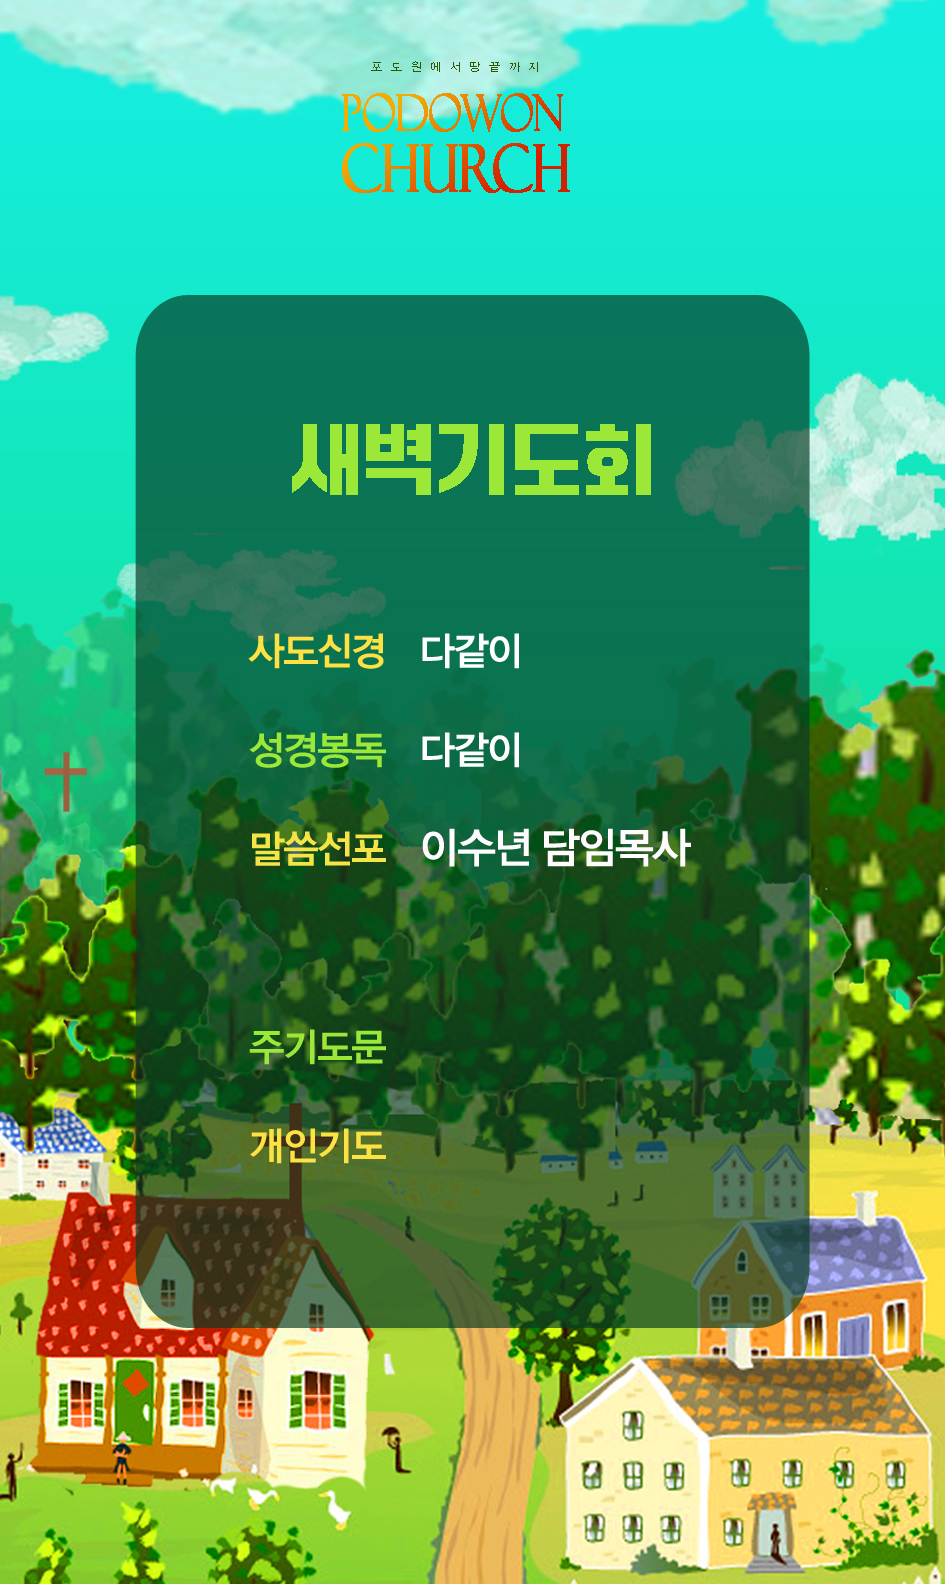 포도원에서땅끝까지
PODOWON
CHURCH
새벽기도회
사도신경 다같이
성경봉독 다같이
말씀선포 이수년 담임목사
주기도문
개인기도